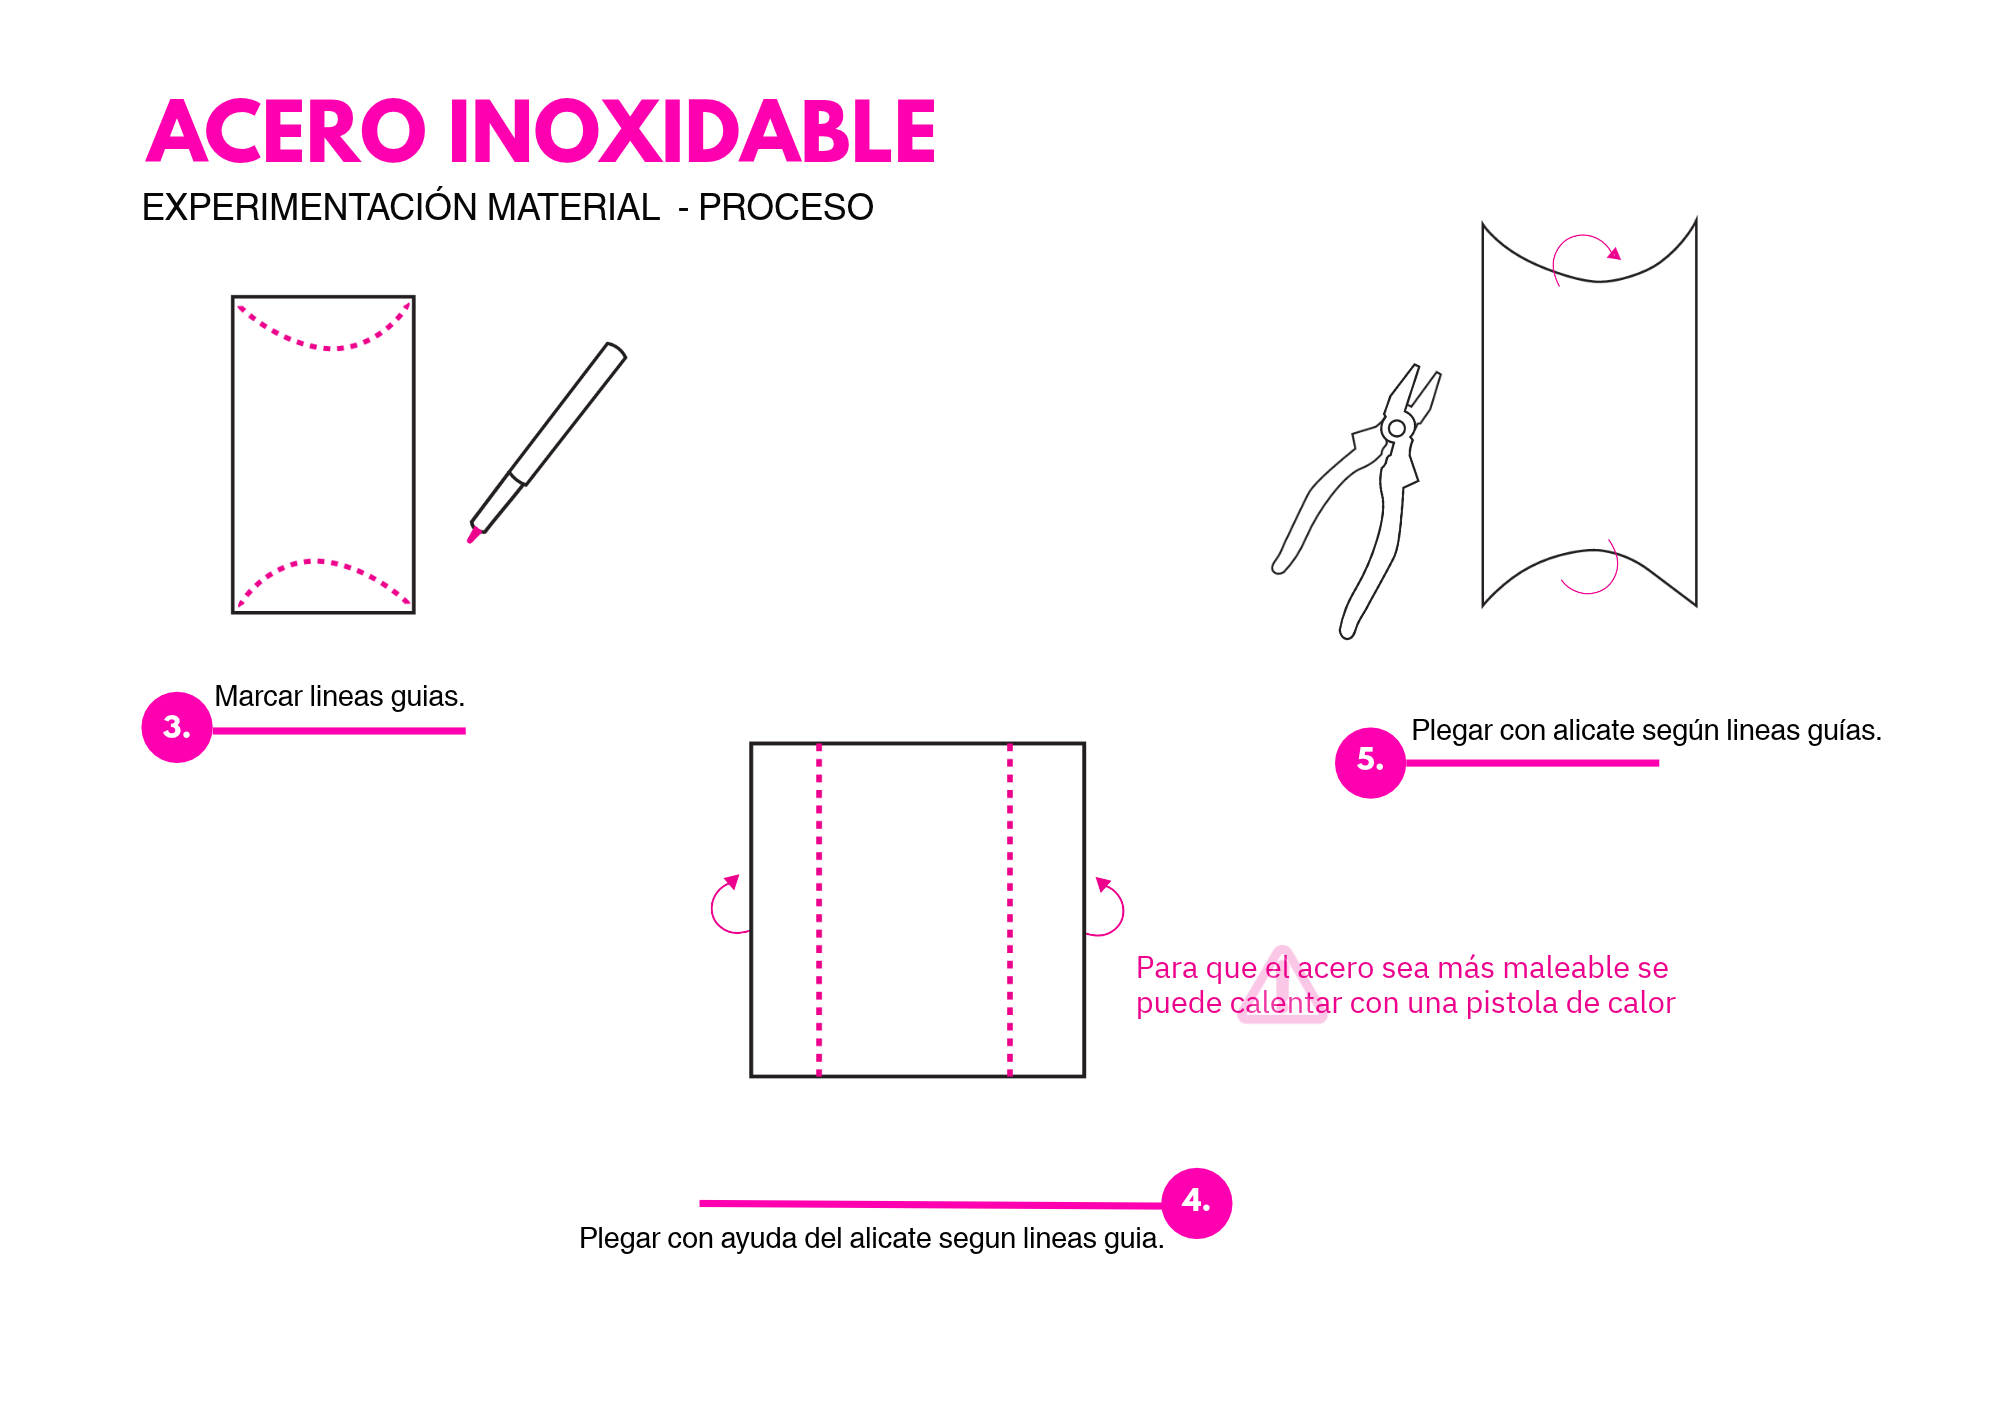 ACERO INOXIDABLE
EXPERIMENTACIÓN MATERIAL - PROCESO
3.
Marcar lineas guias.
4.
Plegar con ayuda del alicate segun lineas guia.
Para que el acero sea más maleable se
puede calentar con una pistola de calor
5.
Plegar con alicate según lineas guías.